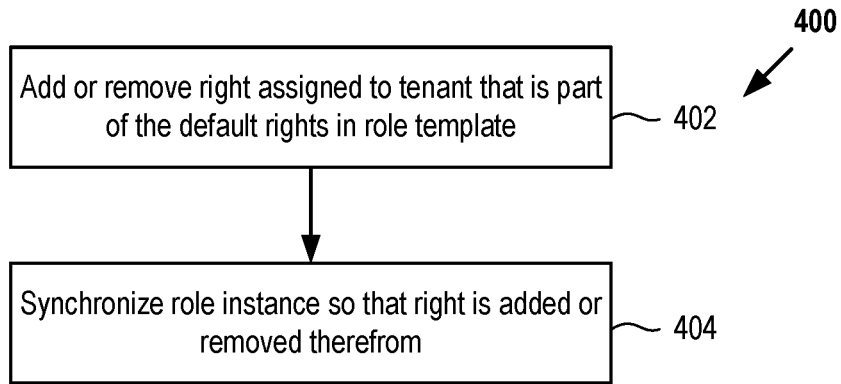 400
Add or remove right assigned to tenant that is part
of the default rights in role template
402
Synchronize role instance so that right is added or
removed therefrom
404